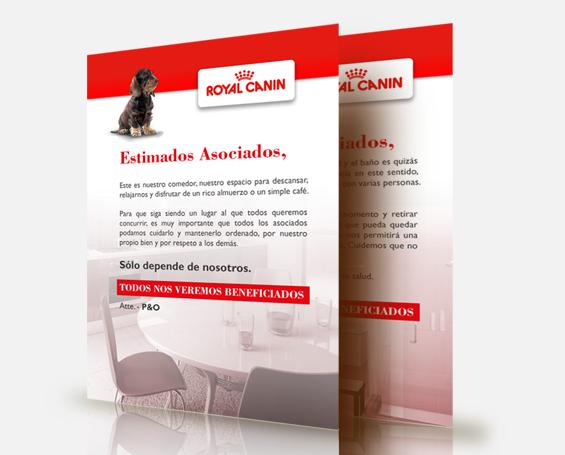 ROYAL CANIN
Estimados Asociados,
Este es nuestro comedor, nuestro espacio para descansar,
relajarnos y disfrutar de un rico almuerzo o un simple café.
Para que siga siendo un lugar al que todos queremos
concurrir, es muy importante que todos los asociados
podamos cuidarlo y mantenerlo ordenado, por nuestro
propio bien y por respeto a los demás.
Sólo depende de nosotros.
TODOS NOS VEREMOS BENEFICIADOS
Atte.- P&O
CANIN
y el baño es quizás
en este sentido,
con varias personas.
y retirar
que pueda quedar
nos permitirá una
Cuidemos que no
salud.